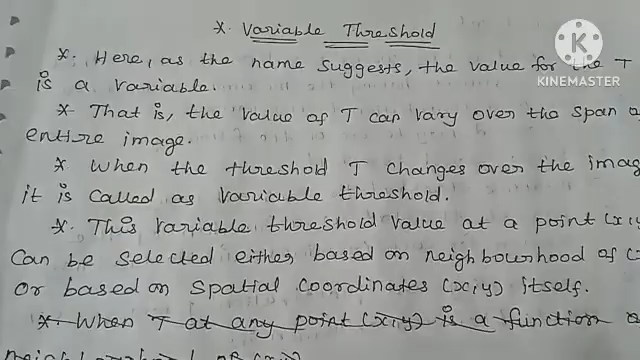 * Variable Threshold
* Here, as the name suggests, the value for the T
is a variable.
* That is, the value of T can vary over the span o
entire image.
* When the threshold T changes over the imag
it is called as variable threshold.
* This variable threshold value at a point (x,y
Can be selected either based on neighbourhood of (x
Or based on spatial coordinates (x,y) itself.
* When T at any point (x,y) is a function o
KINEMASTER